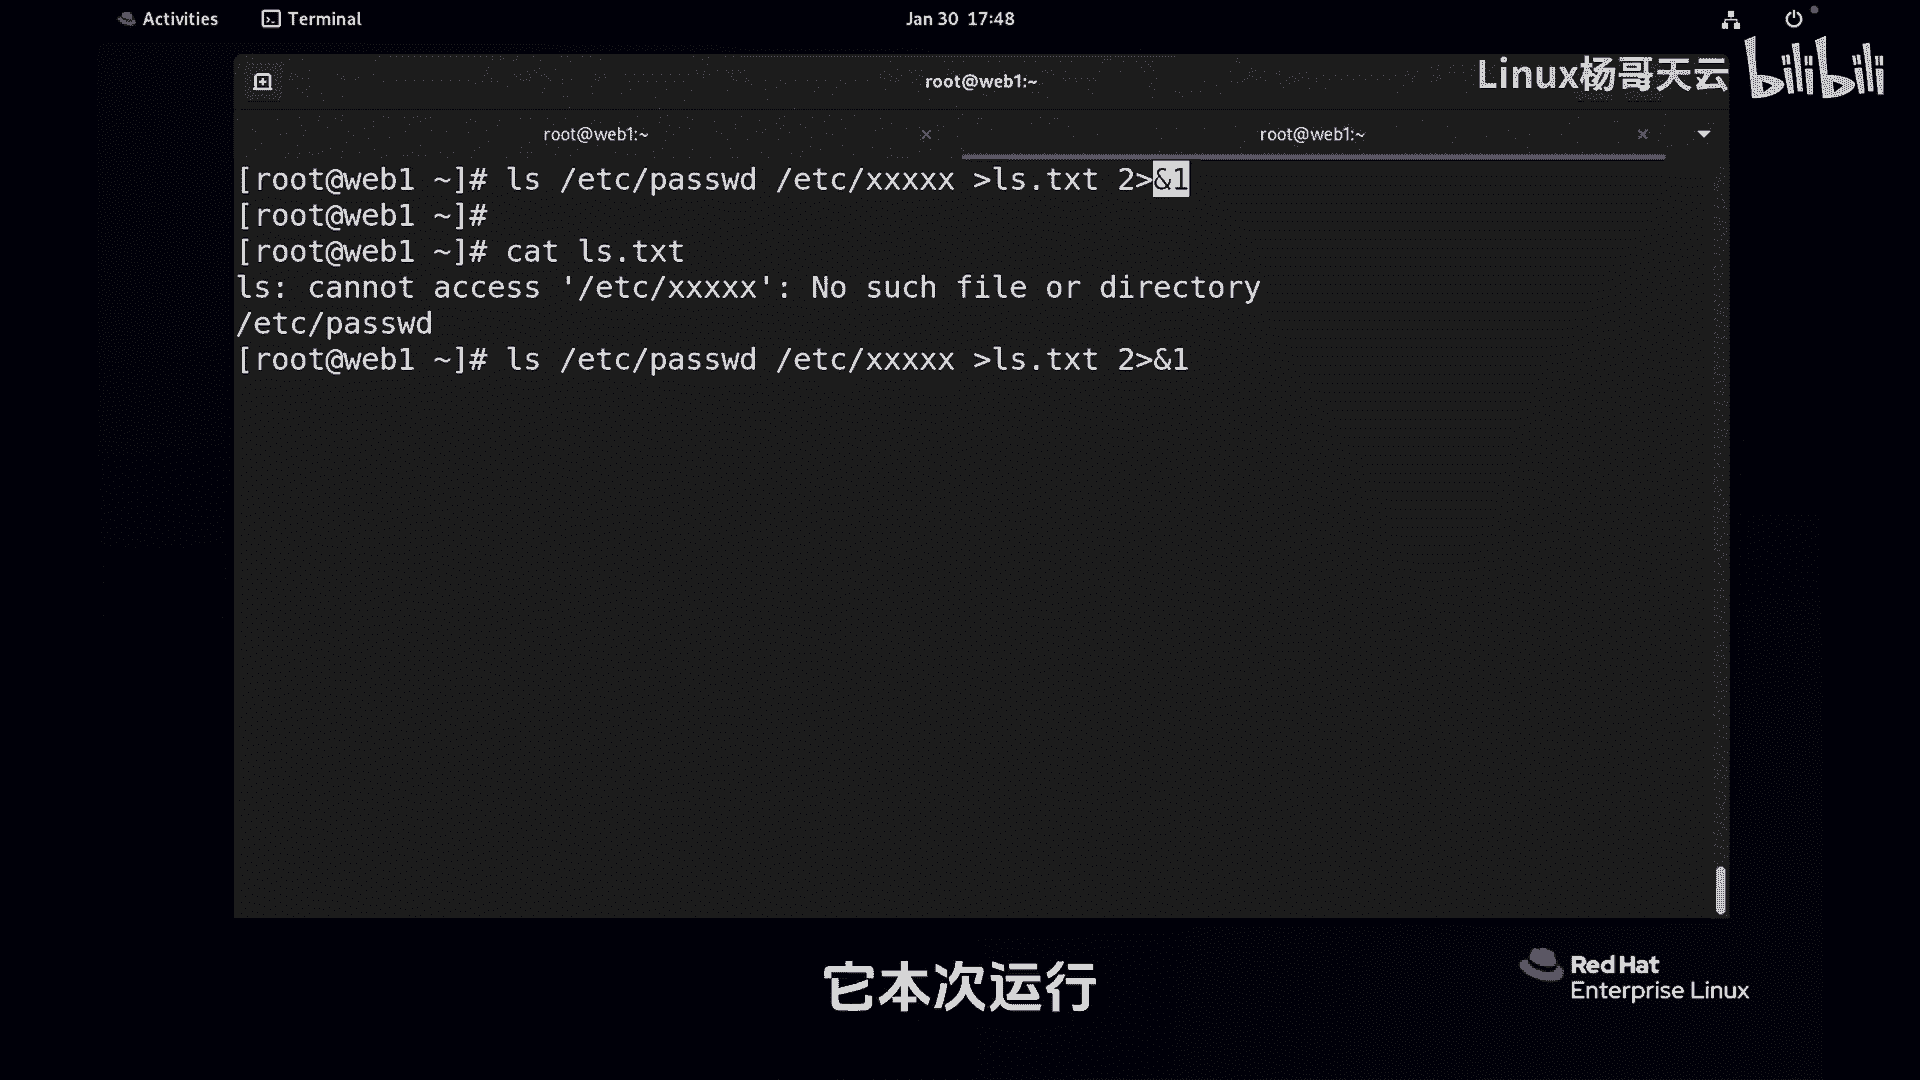 Activities
Terminal
Jan 30 17:48
Linux杨哥天云 bilibili
root@web1:~
root@web1:~
root@web1:~
[root@web1 ~]# ls /etc/passwd /etc/xxxxx >ls.txt 2>&1
[root@web1 ~]#
[root@web1 ~]# cat ls.txt
ls: cannot access '/etc/xxxxx': No such file or directory
/etc/passwd
[root@web1 ~]# ls /etc/passwd /etc/xxxxx >ls.txt 2>&1
它本次运行
Red Hat
Enterprise Linux